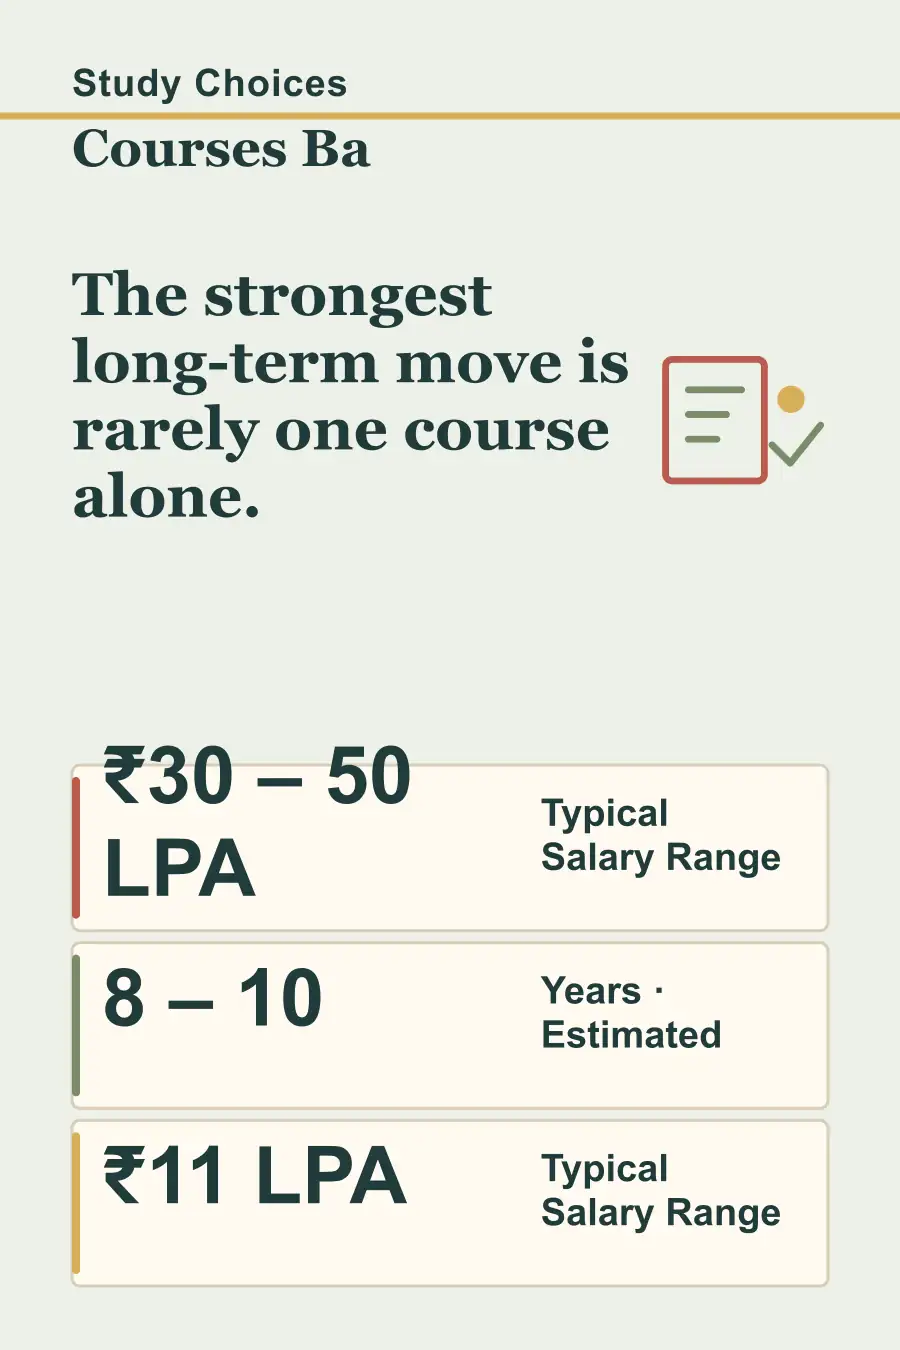 Study Choices
Courses Ba
The strongest
long-term move is
rarely one course
alone.
₹30 – 50
LPA
Typical
Salary Range
8 – 10
Years ·
Estimated
₹11 LPA
Typical
Salary Range